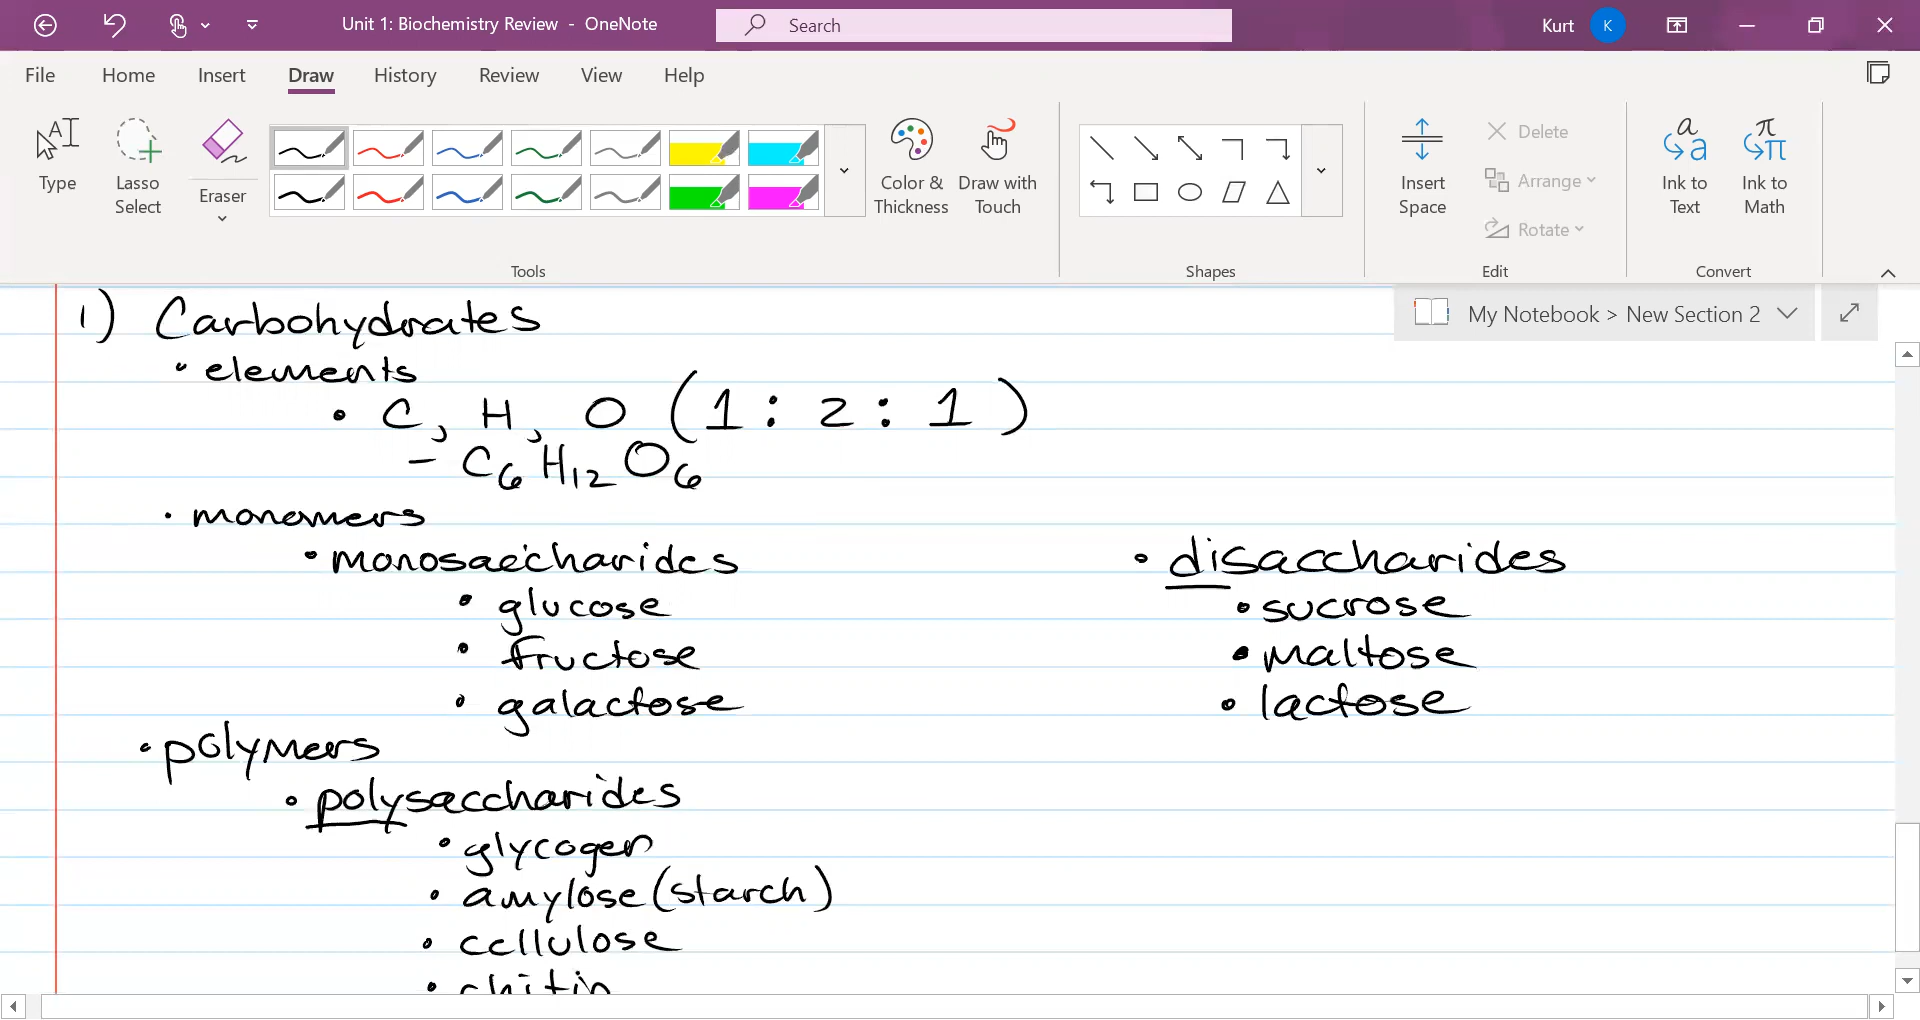 Unit 1: Biochemistry Review - OneNote
Search
Kurt
K
File Home Insert Draw History Review View Help
Type
Lasso Select
Eraser
Color & Thickness
Draw with Touch
Insert Space
Delete
Arrange
Rotate
Ink to Text
Ink to Math
Tools
Shapes
Edit
Convert
My Notebook > New Section 2
1) Carbohydrates
• elements
• C, H, O (1 : 2 : 1)
– C6H12O6
• monomers
• monosaccharides
• glucose
• fructose
• galactose
• disaccharides
• sucrose
• maltose
• lactose
• polymers
• polysaccharides
• glycogen
• amylose (starch)
• cellulose
• chitin